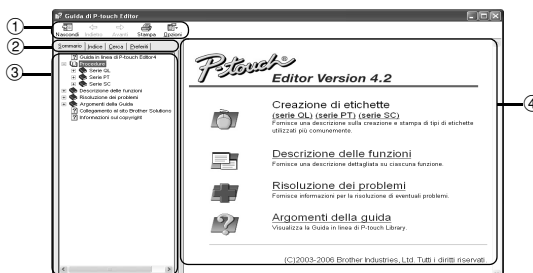 Guida di P-touch Editor
Nascondi Indietro Avanti Stampa Opzioni
Sommario Indice Cerca Preferiti
Guida in linea di P-touch Editor4
Procedure
Serie QL
Serie PT
Serie SC
Descrizione delle funzioni
Risoluzione dei problemi
Argomenti della Guida
Collegamento al sito Brother Solutions
Informazioni sul copyright
P-touch
Editor Version 4.2
Creazione di etichette
(serie QL) (serie PT) (serie SC)
Fornisce una descrizione sulla creazione e stampa di tipi di etichette
utilizzati più comunemente.
Descrizione delle funzioni
Fornisce una descrizione dettagliata su ciascuna funzione.
Risoluzione dei problemi
Fornisce informazioni per la risoluzione di eventuali problemi.
Argomenti della guida
Visualizza la Guida in linea di P-touch Library.
(C)2003-2006 Brother Industries, Ltd. Tutti i diritti riservati.
1
2
3
4